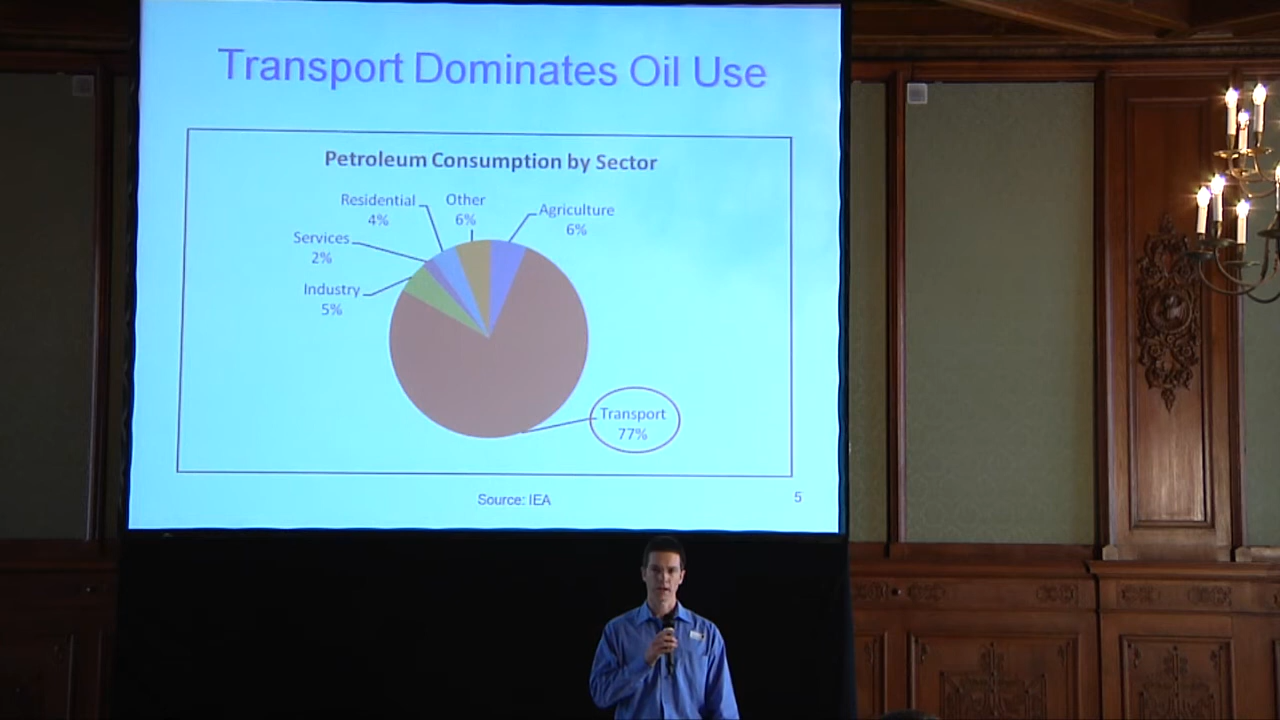 Transport Dominates Oil Use
Petroleum Consumption by Sector
Residential
4%
Other
6%
Agriculture
6%
Services
2%
Industry
5%
Transport
77%
Source: IEA
5